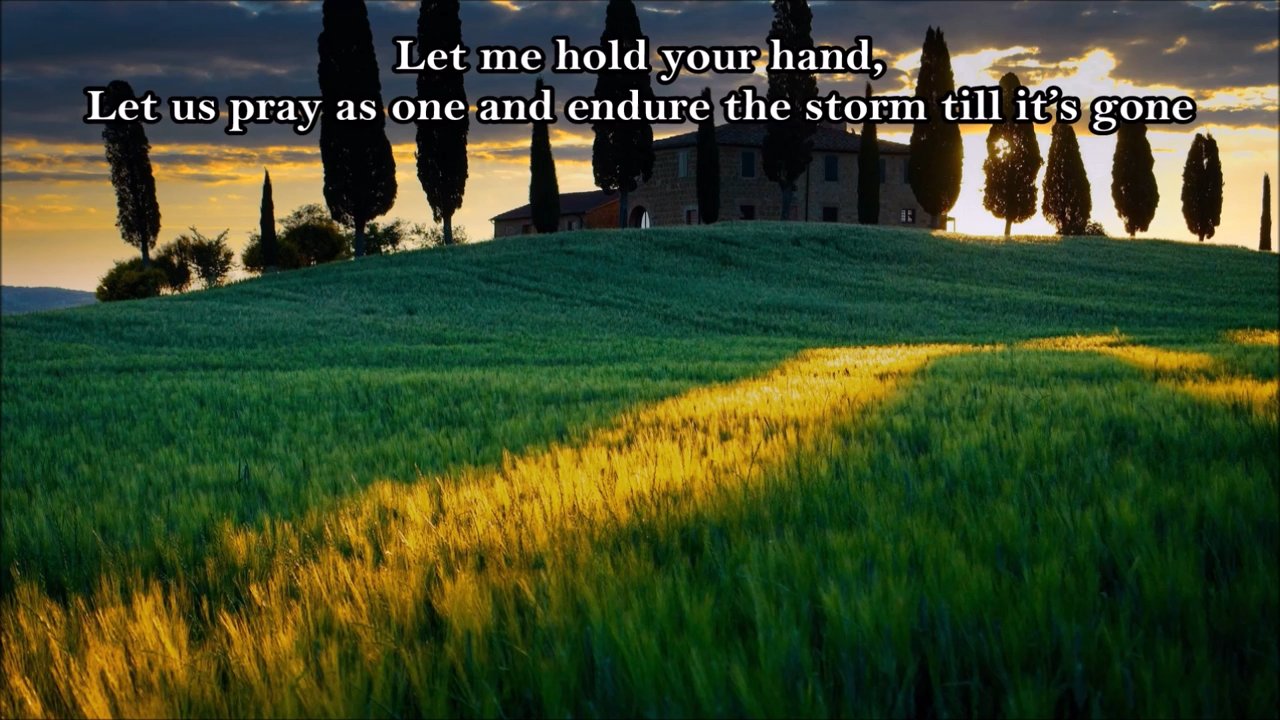 Let me hold your hand,
Let us pray as one and endure the storm till it’s gone